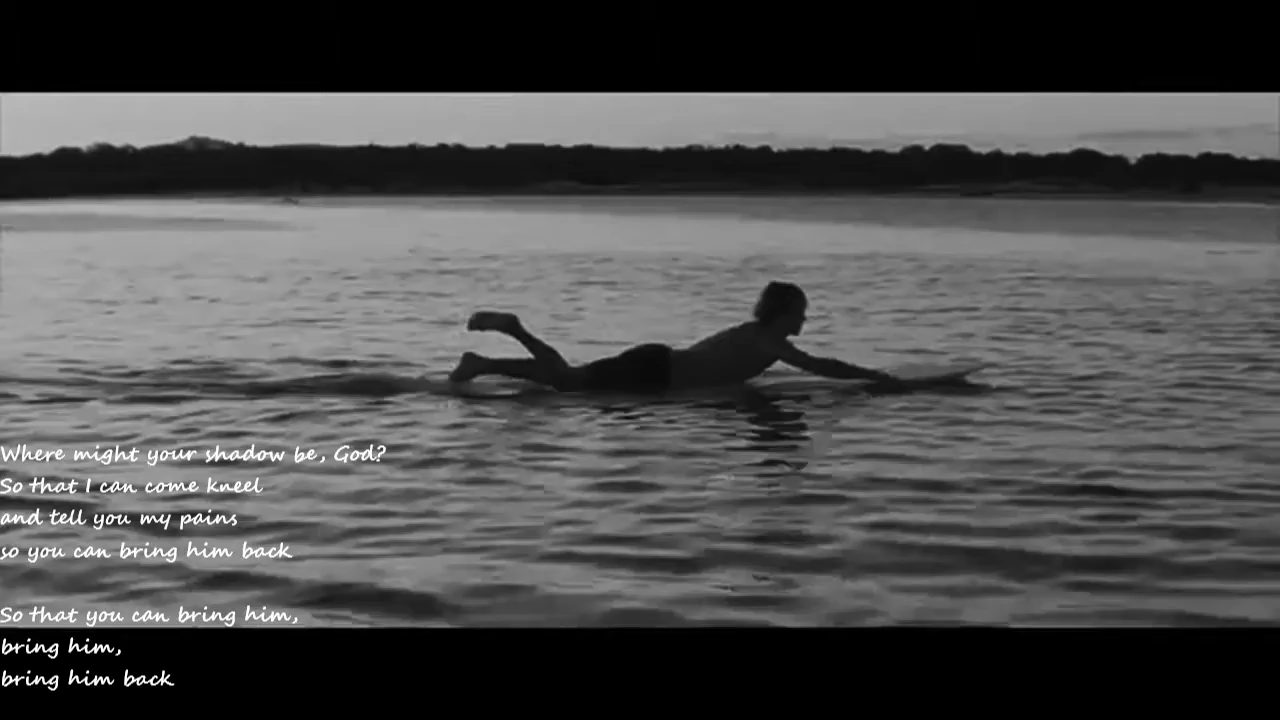 Where might your shadow be, God?
So that I can come kneel
and tell you my pains
so you can bring him back
So that you can bring him,
bring him,
bring him back